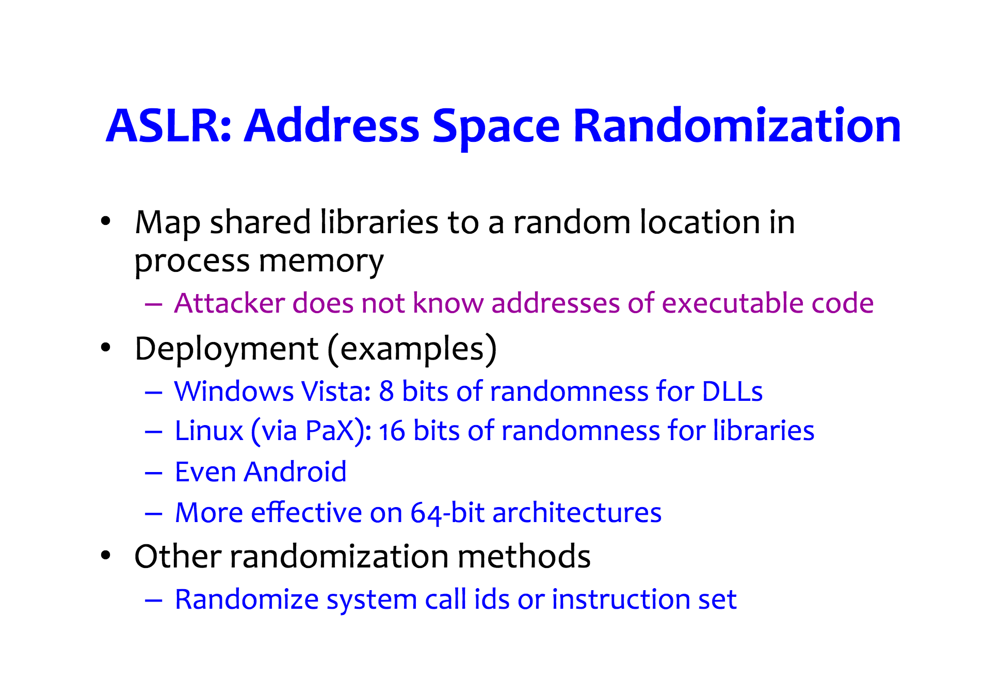 ASLR: Address Space Randomization
• Map shared libraries to a random location in
process memory
– Attacker does not know addresses of executable code
• Deployment (examples)
– Windows Vista: 8 bits of randomness for DLLs
– Linux (via PaX): 16 bits of randomness for libraries
– Even Android
– More effective on 64-bit architectures
• Other randomization methods
– Randomize system call ids or instruction set